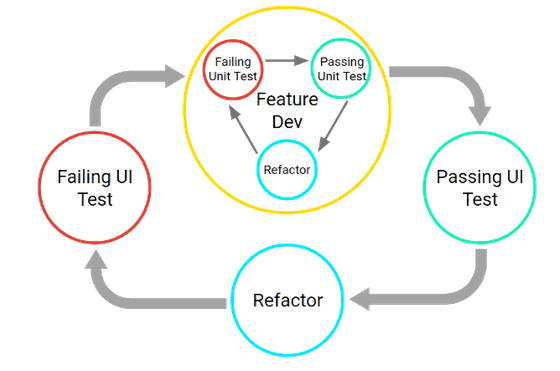 Failing
Unit Test
Passing
Unit Test
Feature
Dev
Refactor
Failing UI
Test
Passing UI
Test
Refactor